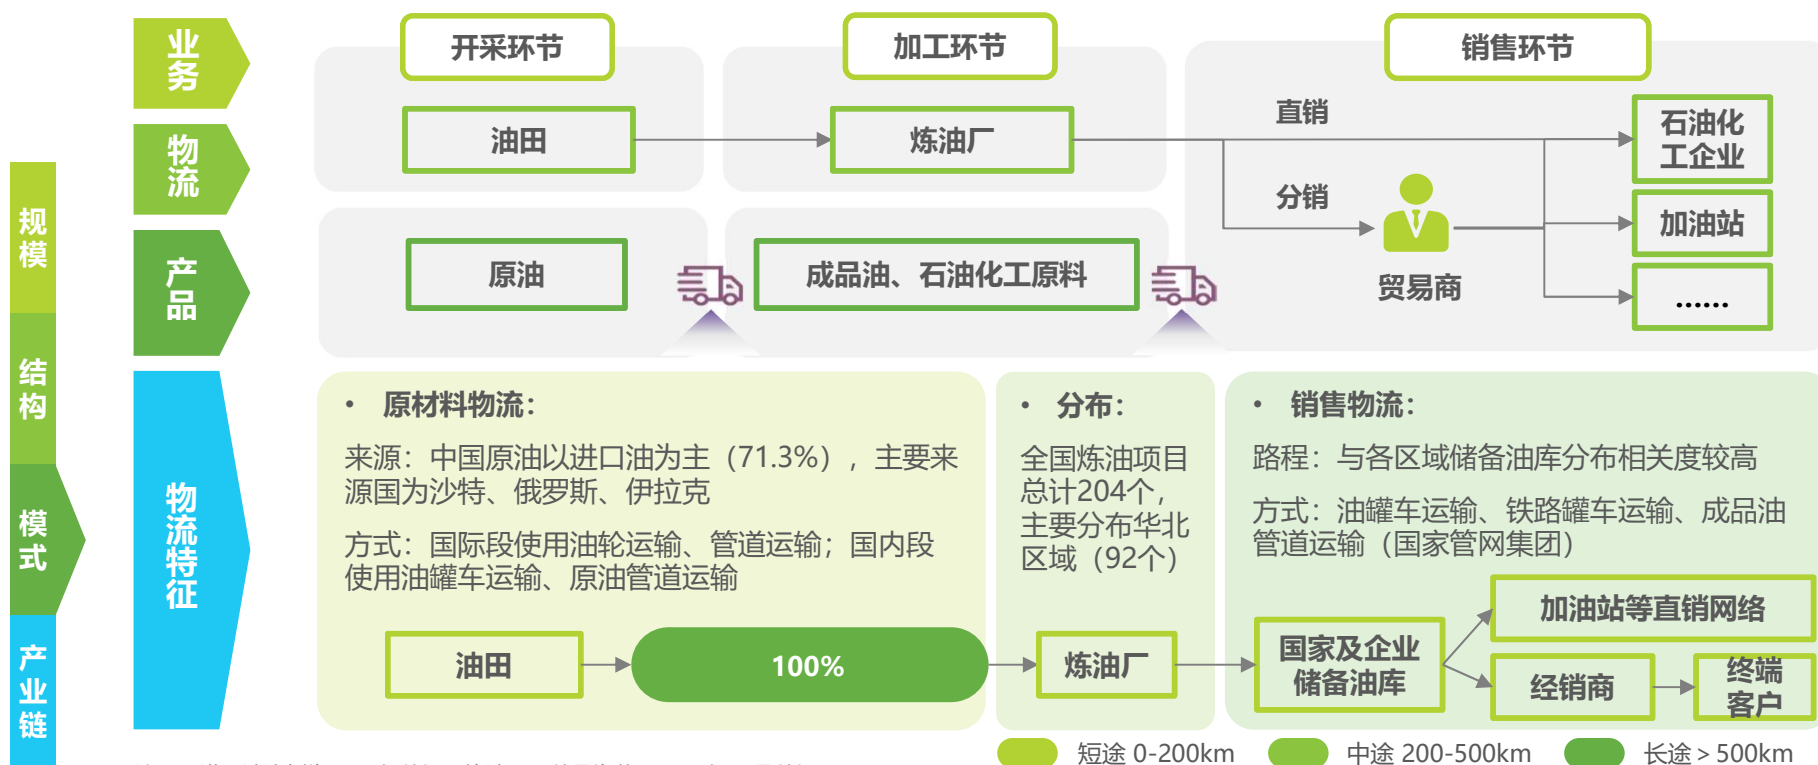 规模
结构
模式
产业链
业务
物流
产品
物流特征
开采环节
加工环节
销售环节
油田
炼油厂
直销
分销
贸易商
石油化
工企业
加油站
......
原油
成品油、石油化工原料
• 原材料物流：
来源：中国原油以进口油为主（71.3%），主要来
源国为沙特、俄罗斯、伊拉克
方式：国际段使用油轮运输、管道运输；国内段
使用油罐车运输、原油管道运输
油田
100%
• 分布：
全国炼油项目
总计204个，
主要分布华北
区域（92个）
炼油厂
• 销售物流：
路程：与各区域储备油库分布相关度较高
方式：油罐车运输、铁路罐车运输、成品油
管道运输（国家管网集团）
国家及企业
储备油库
加油站等直销网络
经销商
终端
客户
短途 0-200km
中途 200-500km
长途 > 500km